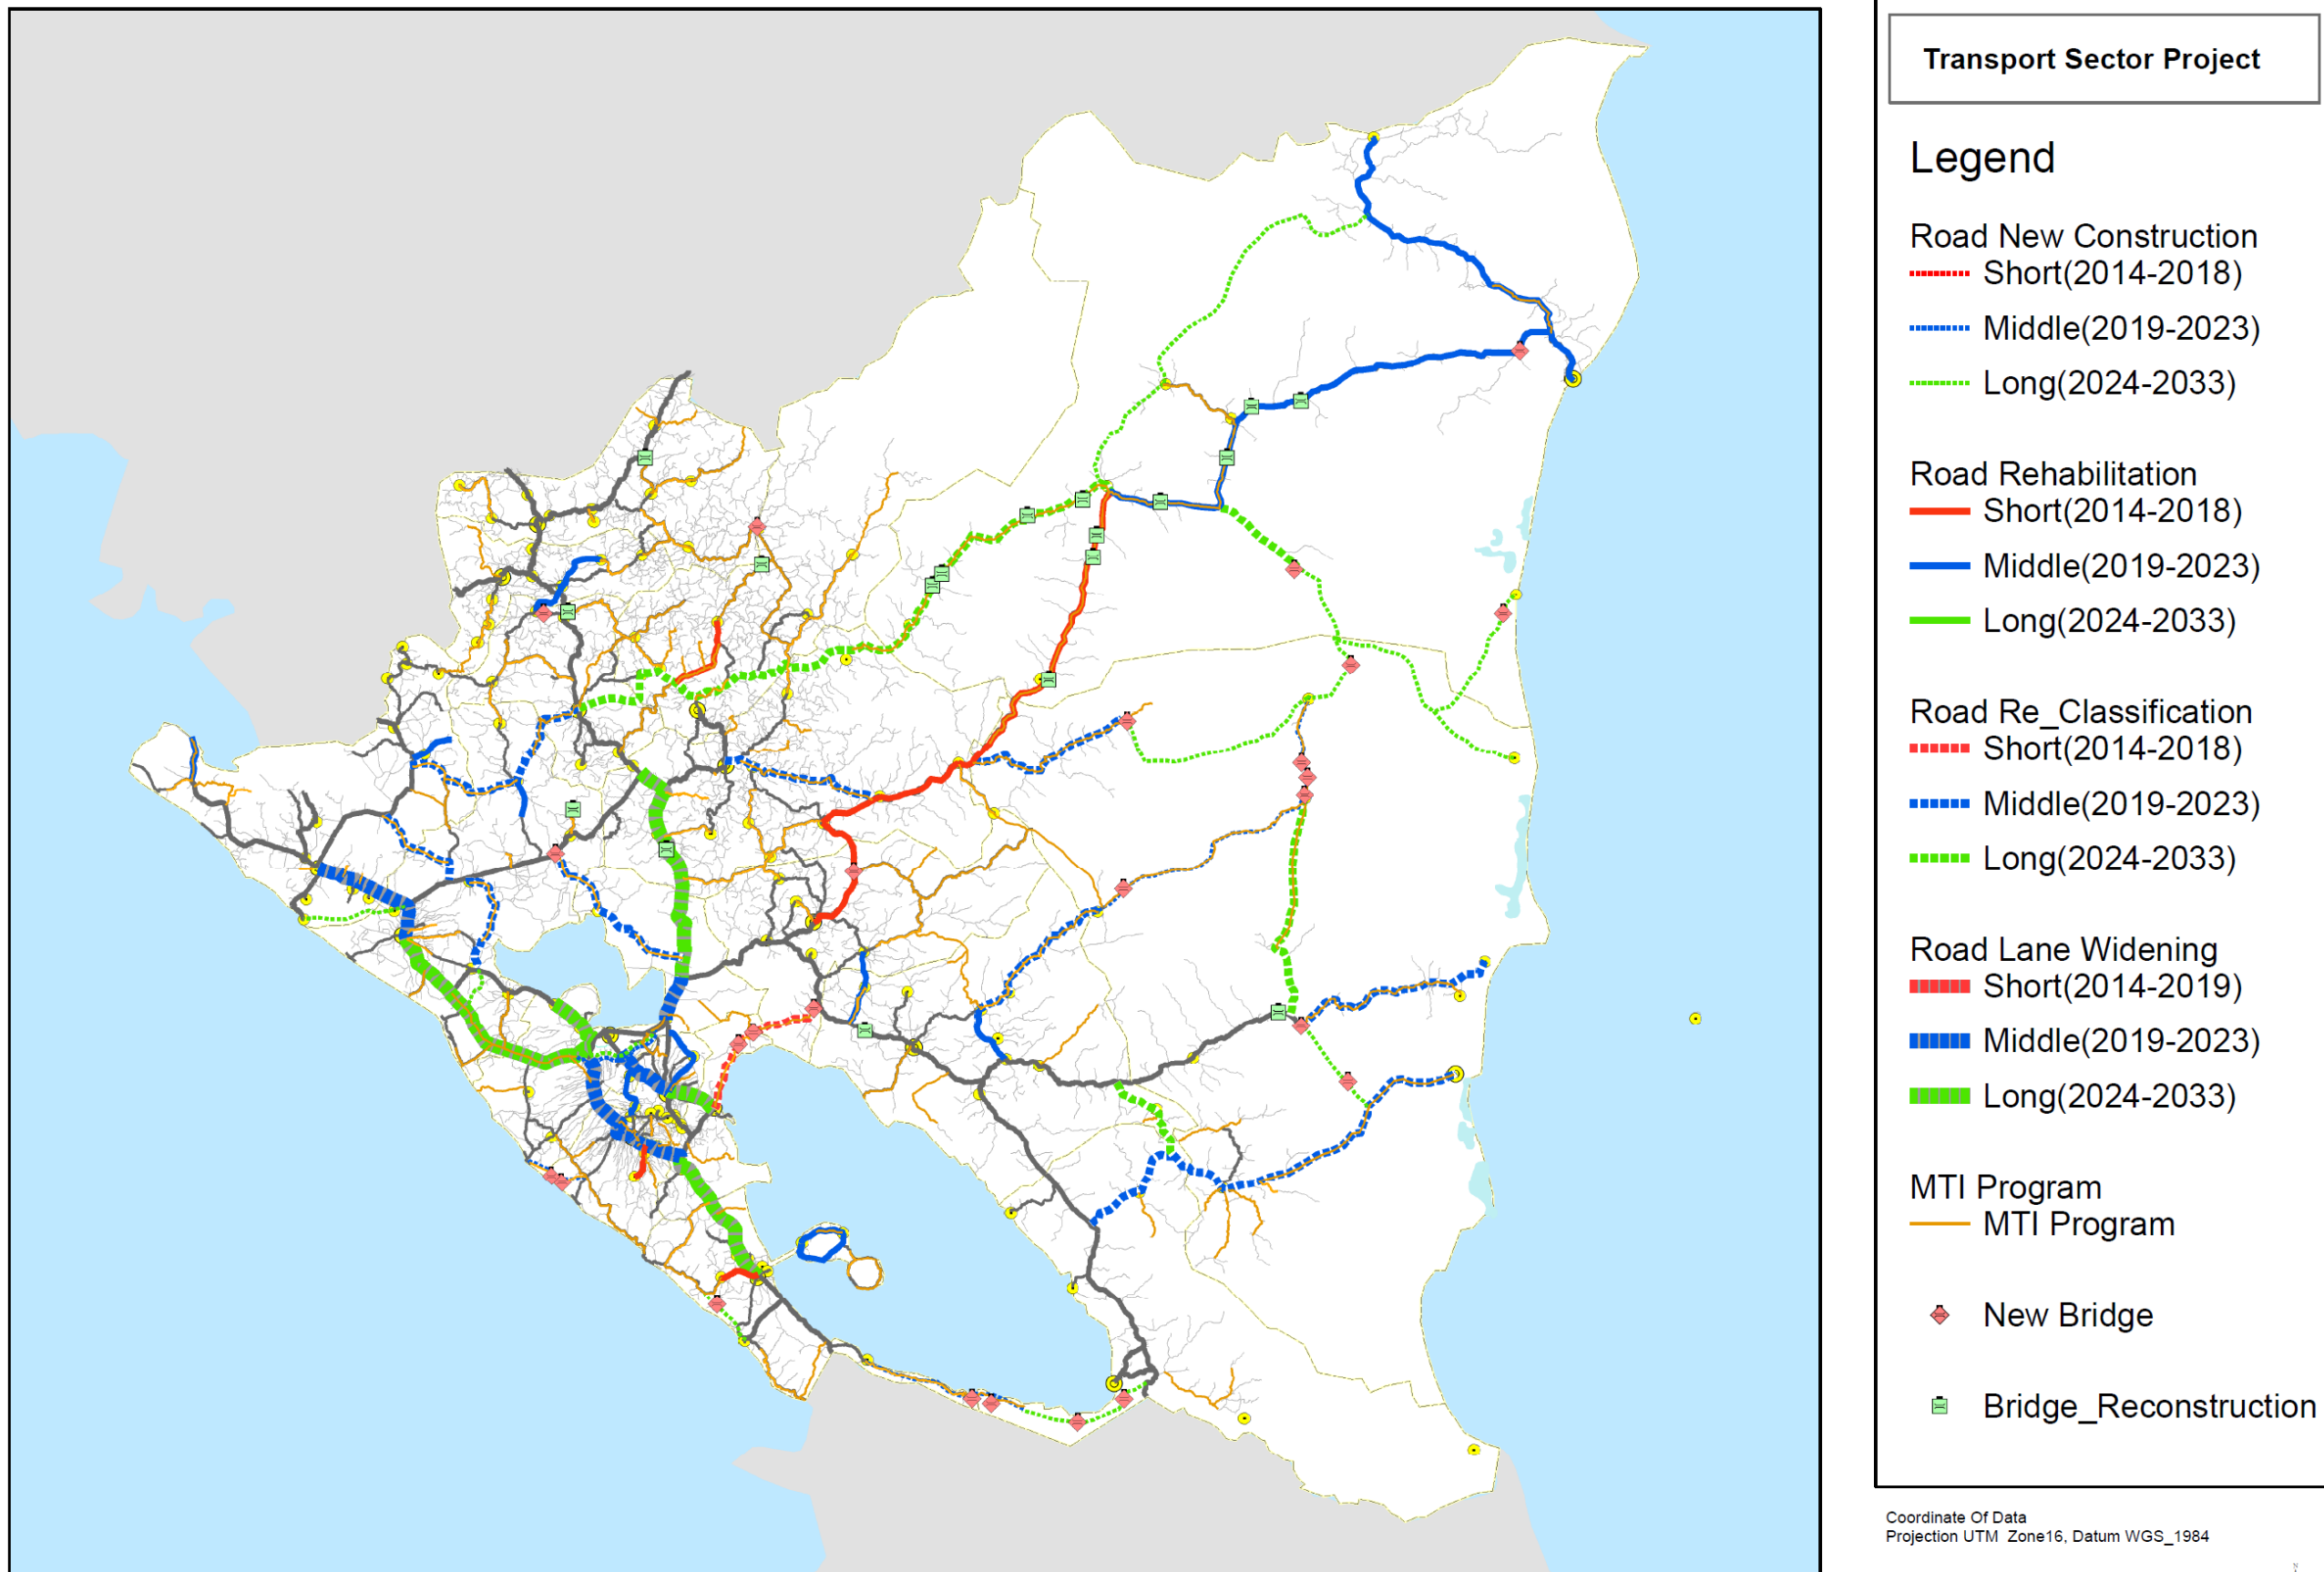 Transport Sector Project
Legend
Road New Construction
Short(2014-2018)
Middle(2019-2023)
Long(2024-2033)
Road Rehabilitation
Short(2014-2018)
Middle(2019-2023)
Long(2024-2033)
Road Re_Classification
Short(2014-2018)
Middle(2019-2023)
Long(2024-2033)
Road Lane Widening
Short(2014-2019)
Middle(2019-2023)
Long(2024-2033)
MTI Program
MTI Program
New Bridge
Bridge_Reconstruction
Coordinate Of Data
Projection UTM Zone16, Datum WGS_1984